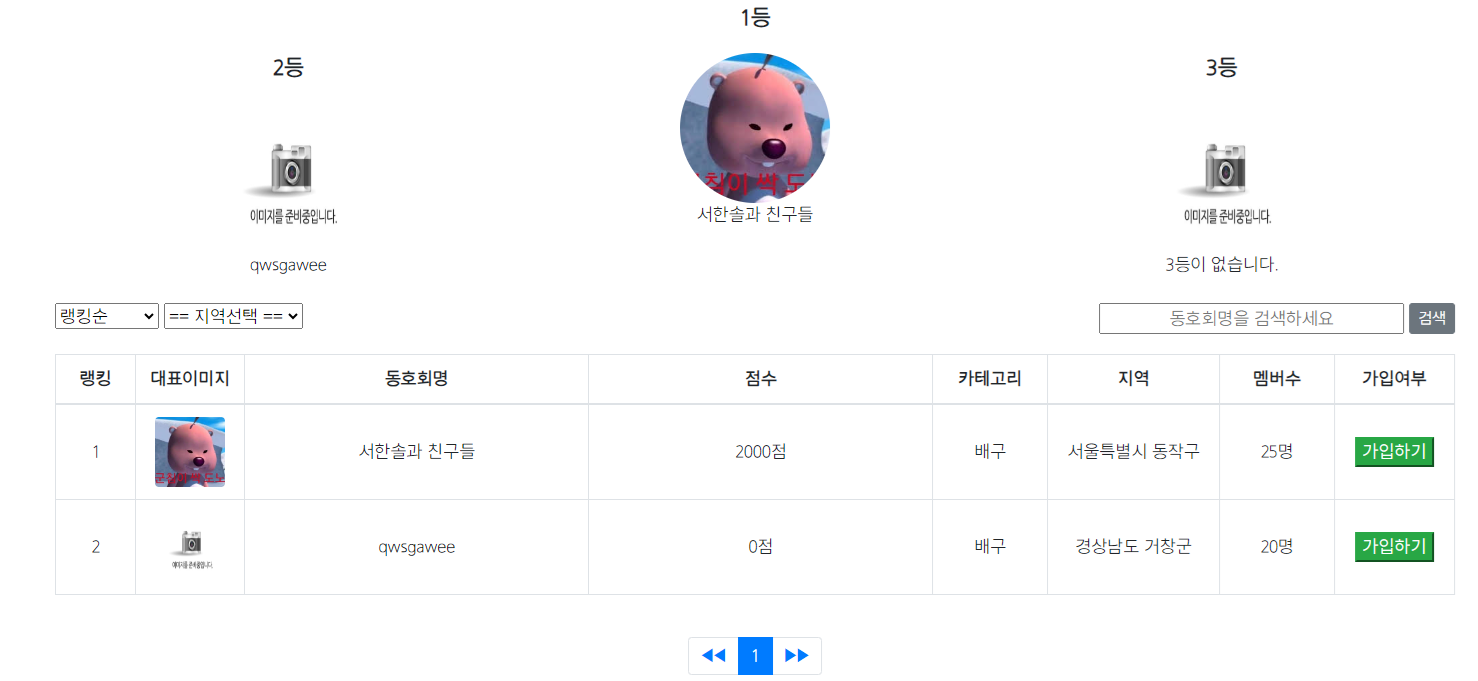 1등
2등
3등
이미지를 준비중입니다.
이미지를 준비중입니다.
서한솔과 친구들
qwsgawee
3등이 없습니다.
랭킹순 == 지역선택 == 동호회명을 검색하세요 검색
랭킹 대표이미지 동호회명 점수 카테고리 지역 멤버수 가입여부
1 서한솔과 친구들 2000점 배구 서울특별시 동작구 25명 가입하기
2 이미지를 준비중입니다. qwsgawee 0점 배구 경상남도 거창군 20명 가입하기
1